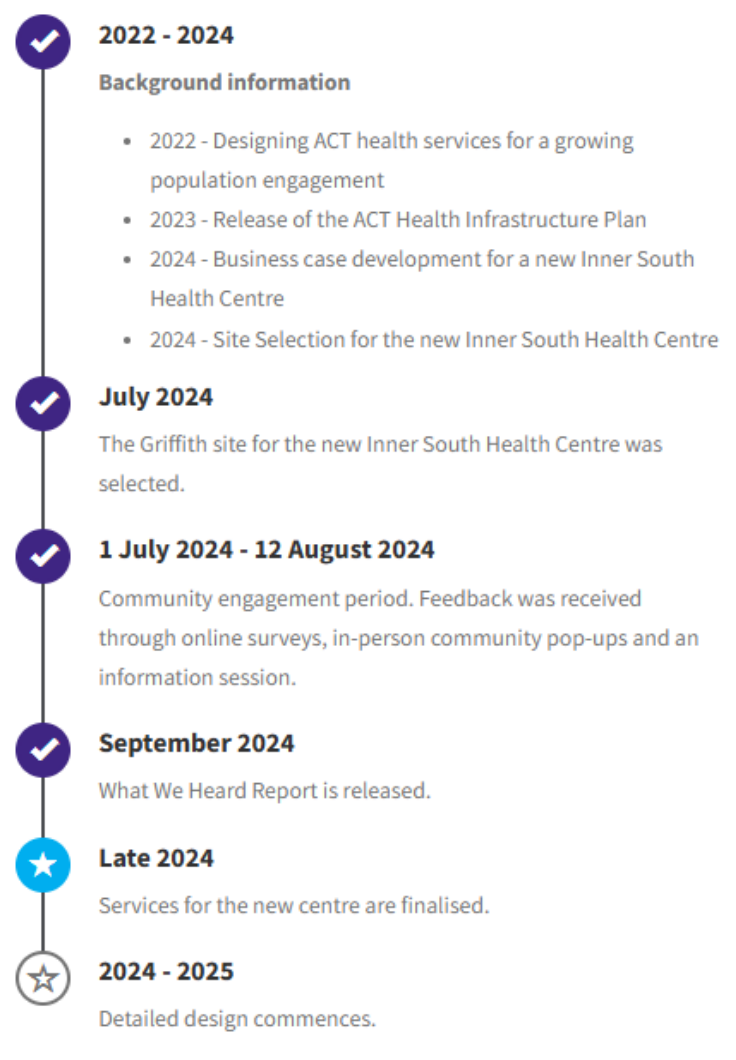 2022 - 2024
Background information
• 2022 - Designing ACT health services for a growing
population engagement
• 2023 - Release of the ACT Health Infrastructure Plan
• 2024 - Business case development for a new Inner South
Health Centre
• 2024 - Site Selection for the new Inner South Health Centre
July 2024
The Griffith site for the new Inner South Health Centre was
selected.
1 July 2024 - 12 August 2024
Community engagement period. Feedback was received
through online surveys, in-person community pop-ups and an
information session.
September 2024
What We Heard Report is released.
Late 2024
Services for the new centre are finalised.
2024 - 2025
Detailed design commences.